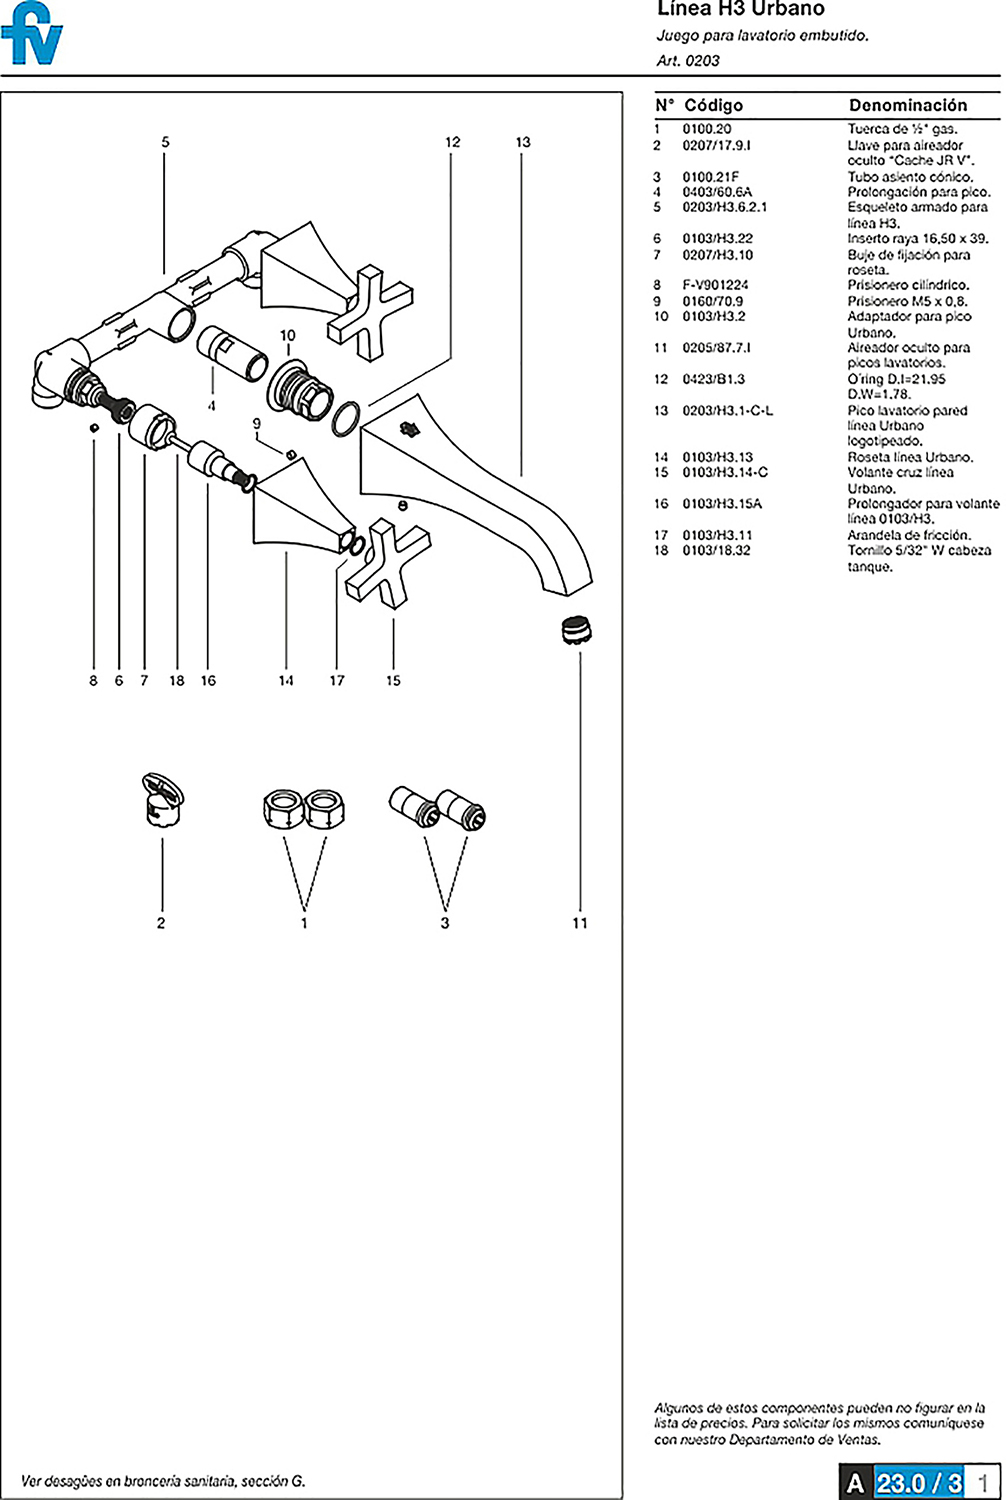 fv
Línea H3 Urbano
Juego para lavatorio embutido.
Art. 0203
N° Código Denominación
1 0100.20 Tuerca de ½" gas.
2 0207/17.9.I Llave para aireador
oculto "Cache JR V".
3 0100.21F Tubo asiento cónico.
4 0403/60.6A Prolongación para pico.
5 0203/H3.6.2.1 Esqueleto armado para
línea H3.
6 0103/H3.22 Inserto raya 16,50 x 39.
7 0207/H3.10 Buje de fijación para
roseta.
8 F-V901224 Prisionero cilíndrico.
9 0160/70.9 Prisionero M5 x 0,8.
10 0103/H3.2 Adaptador para pico
Urbano.
11 0205/87.7.I Aireador oculto para
picos lavatorios.
12 0423/B1.3 O´ring D.I=21.95
D.W=1.78.
13 0203/H3.1-C-L Pico lavatorio pared
línea Urbano
logotipeado.
14 0103/H3.13 Roseta línea Urbano.
15 0103/H3.14-C Volante cruz línea
Urbano.
16 0103/H3.15A Prolongador para volante
línea 0103/H3.
17 0103/H3.11 Arandela de fricción.
18 0103/18.32 Tornillo 5/32" W cabeza
tanque.
5 12 13
10
4
9
8 6 7 18 16 14 17 15
2 1 3 11
Algunos de estos componentes pueden no figurar en la
lista de precios. Para solicitar los mismos comuníquese
con nuestro Departamento de Ventas.
Ver desagües en broncería sanitaria, sección G.
A 23.0 / 3 1